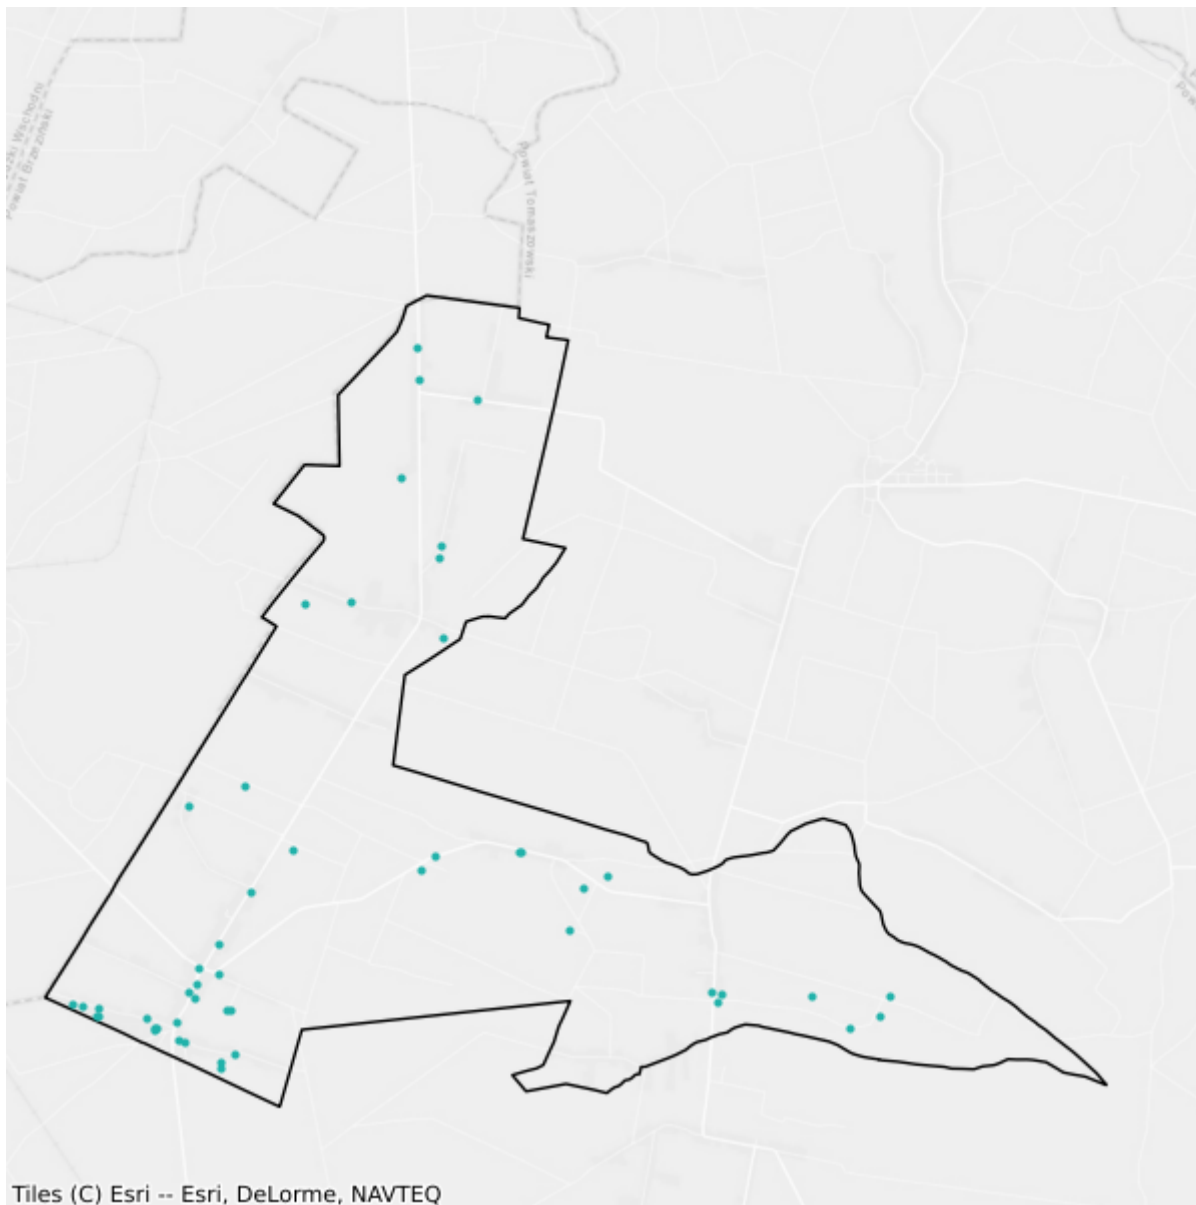 Powiat Brzeziński
Powiat Tomaszowski
Tiles (C) Esri -- Esri, DeLorme, NAVTEQ